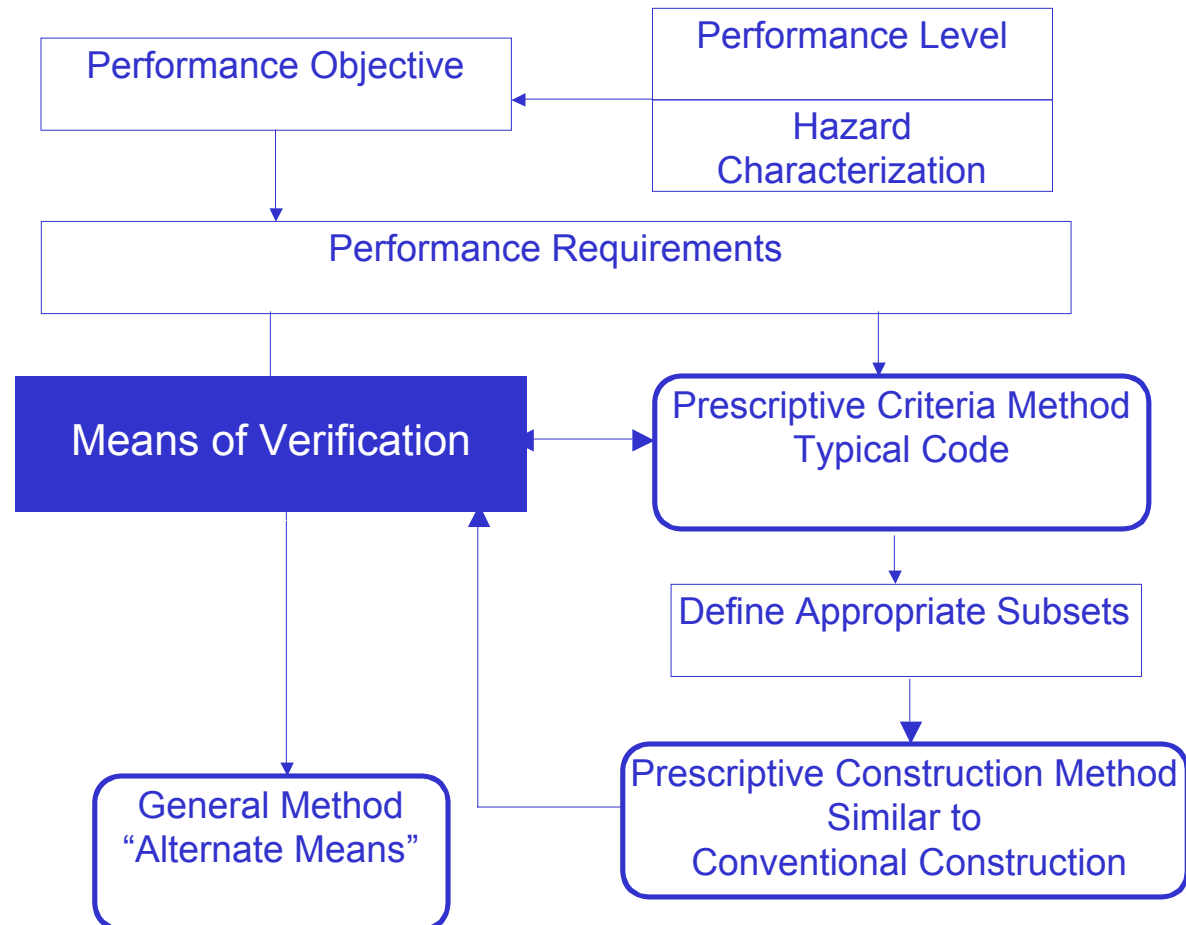 Performance Objective
Performance Level
Hazard
Characterization
Performance Requirements
Means of Verification
Prescriptive Criteria Method
Typical Code
Define Appropriate Subsets
General Method
“Alternate Means”
Prescriptive Construction Method
Similar to
Conventional Construction